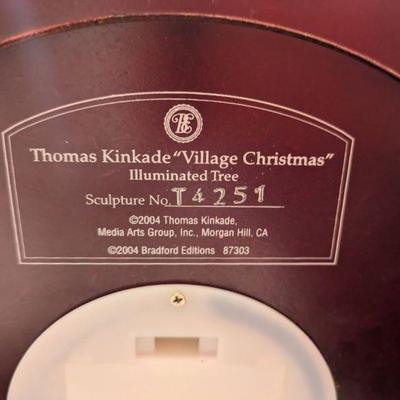 BE
Thomas Kinkade "Village Christmas"
Illuminated Tree
Sculpture No. T4251
©2004 Thomas Kinkade,
Media Arts Group, Inc., Morgan Hill, CA
©2004 Bradford Editions 87303